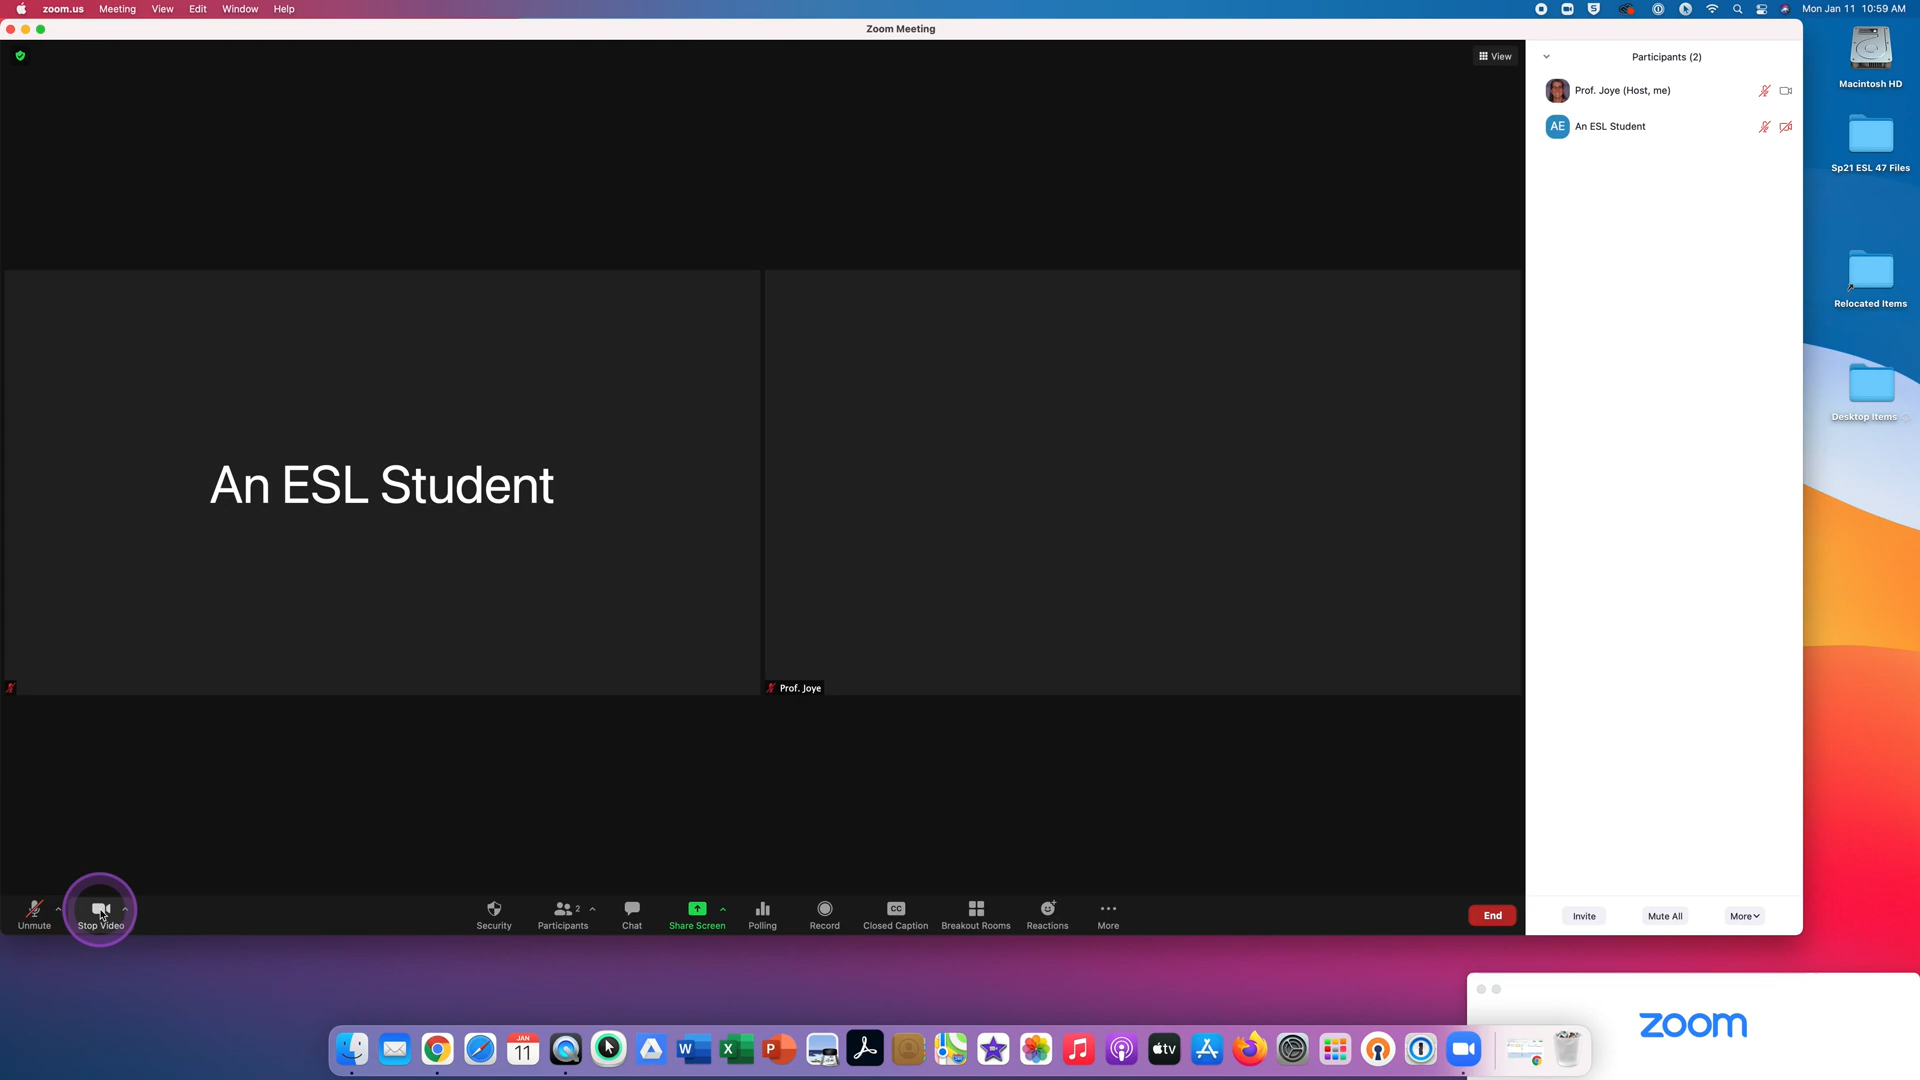 zoom.us Meeting View Edit Window Help
Mon Jan 11 10:59 AM
Zoom Meeting
View
Participants (2)
Prof. Joye (Host, me)
AE An ESL Student
Macintosh HD
Sp21 ESL 47 Files
Relocated Items
Desktop Items
An ESL Student
Prof. Joye
Unmute
Stop Video
Security
Participants 2
Chat
Share Screen
Polling
Record
CC Closed Caption
Breakout Rooms
Reactions
More
End
Invite
Mute All
More
zoom
JAN
11
W
X
P
tv